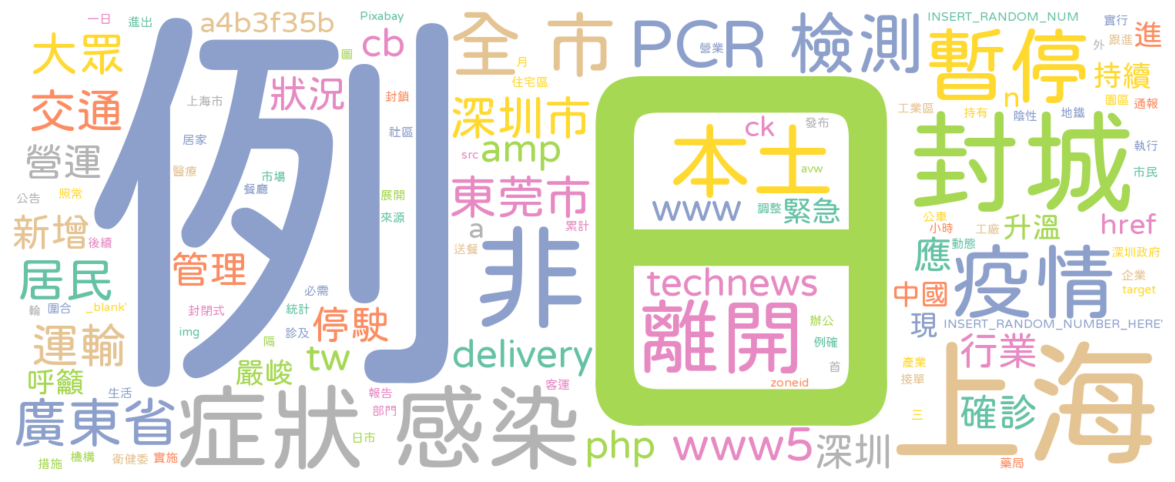 一日
進出
a4b3f35b
Pixabay
cb
全市
PCR
營業
檢測
INSERT_RANDOM_NUM
實行
外
跟進
進
大眾
例
圖
月
住宅區
暫停
持續
n
交通
上海市
狀況
封鎖
深圳市
日
ck
發布
工業區
持有
陰性
地鐵
園區
通報
營運
居家
社區
src
amp
本土
avw
封城
執行
醫療
市場
餐廳
公告
照常
展開
東莞市
www
調整
緊急
市民
新增
後續
來源
a
累計
公車
小時
工廠
升溫
href
管理
送餐
非
應
動態
疫情
深圳政府
居民
_blank'
必需
technews
中國
企業
target
輪
圍合
封閉式
統計
停駛
離開
辦公
現
INSERT_RANDOM_NUMBER_HERE'
運輸
img
診及
隔
tw
delivery
例確
行業
呼籲
嚴峻
首
產業
接單
生活
報告
客運
zoneid
上海
廣東省
症狀
部門
感染
三
確診
日市
php
www5
深圳
措施
機構
衛健委
實施
藥局